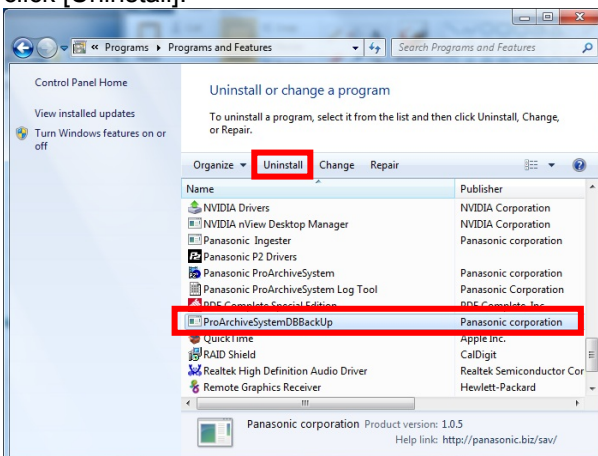 click [Uninstall].
« Programs ▸ Programs and Features
Search Programs and Features
Control Panel Home
View installed updates
Turn Windows features on or
off
Uninstall or change a program
To uninstall a program, select it from the list and then click Uninstall, Change,
or Repair.
Organize Uninstall Change Repair
Name Publisher
NVIDIA Drivers NVIDIA Corporation
NVIDIA nView Desktop Manager NVIDIA Corporation
Panasonic Ingester Panasonic corporation
Panasonic P2 Drivers
Panasonic ProArchiveSystem Panasonic corporation
Panasonic ProArchiveSystem Log Tool Panasonic Corporation
PDF Complete Special Edition PDF Complete, Inc
ProArchiveSystemDBBackUp Panasonic corporation
QuickTime Apple Inc.
RAID Shield CalDigit
Realtek High Definition Audio Driver Realtek Semiconductor Cor
Remote Graphics Receiver Hewlett-Packard
Panasonic corporation Product version: 1.0.5
Help link: http://panasonic.biz/sav/